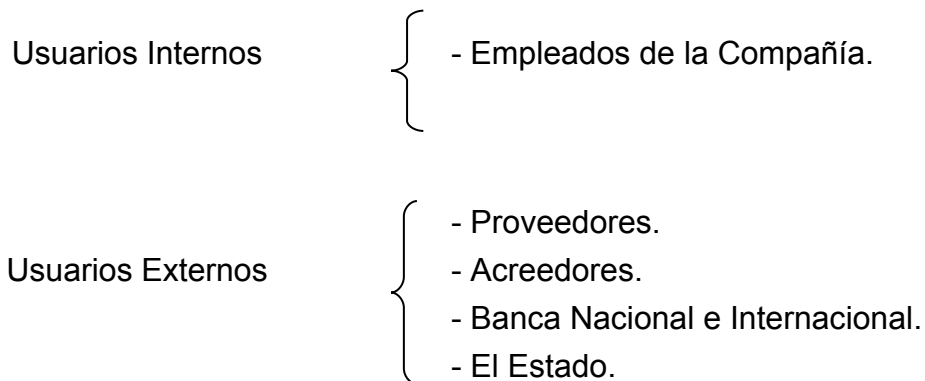 Usuarios Internos
- Empleados de la Compañía.
Usuarios Externos
- Proveedores.
- Acreedores.
- Banca Nacional e Internacional.
- El Estado.